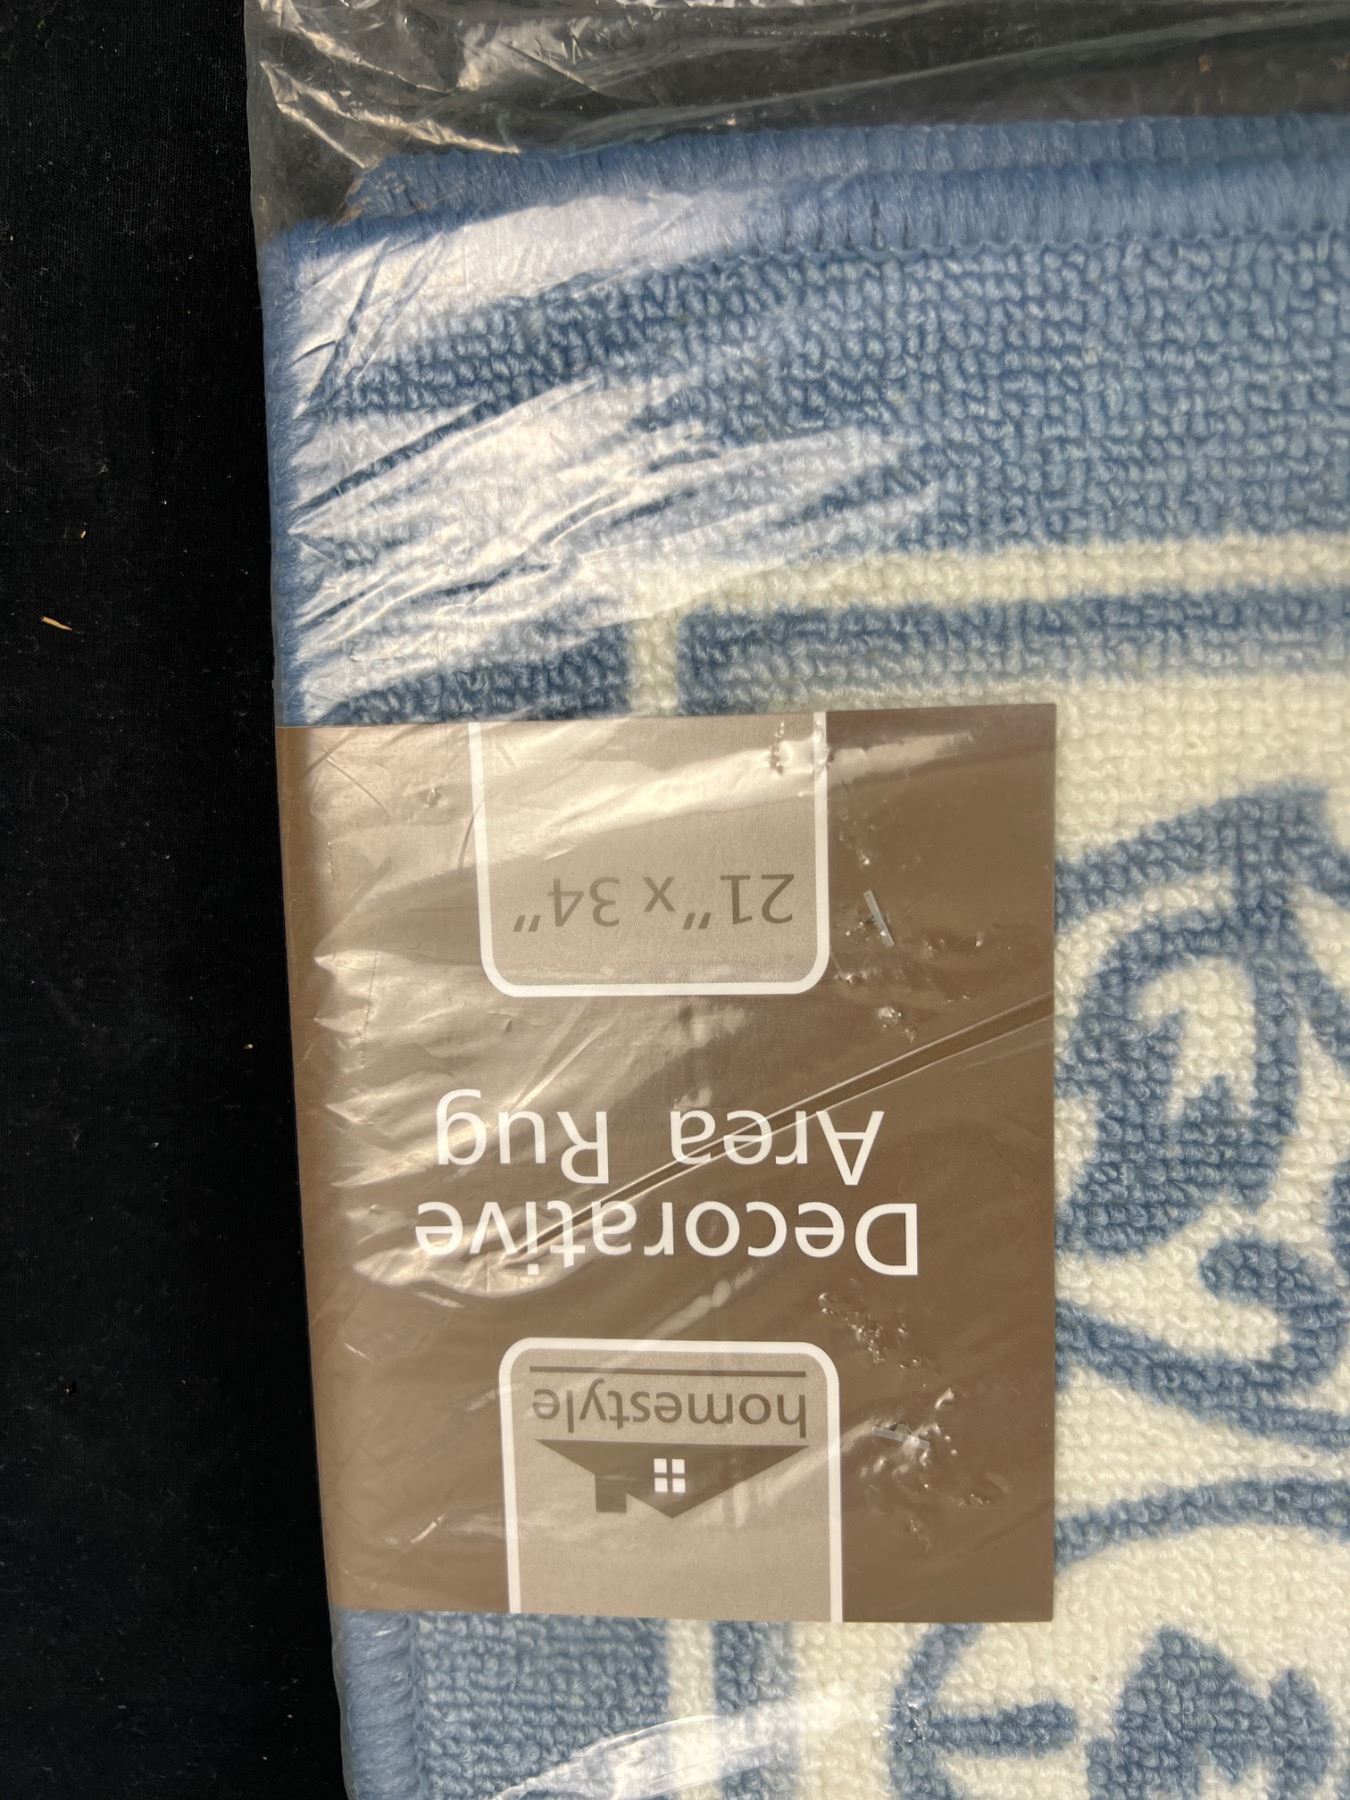 homestyle
Decorative
Area Rug
21" x 34"